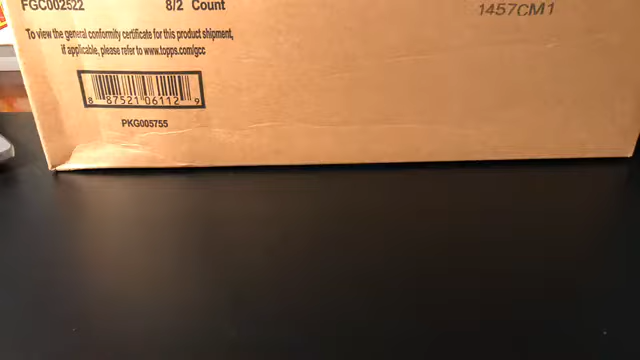 FGC002522 8/2 Count
1457CM1
To view the general conformity certificate for this product shipment,
if applicable, please refer to www.topps.com/gcc
8 87521 06112 9
PKG005755